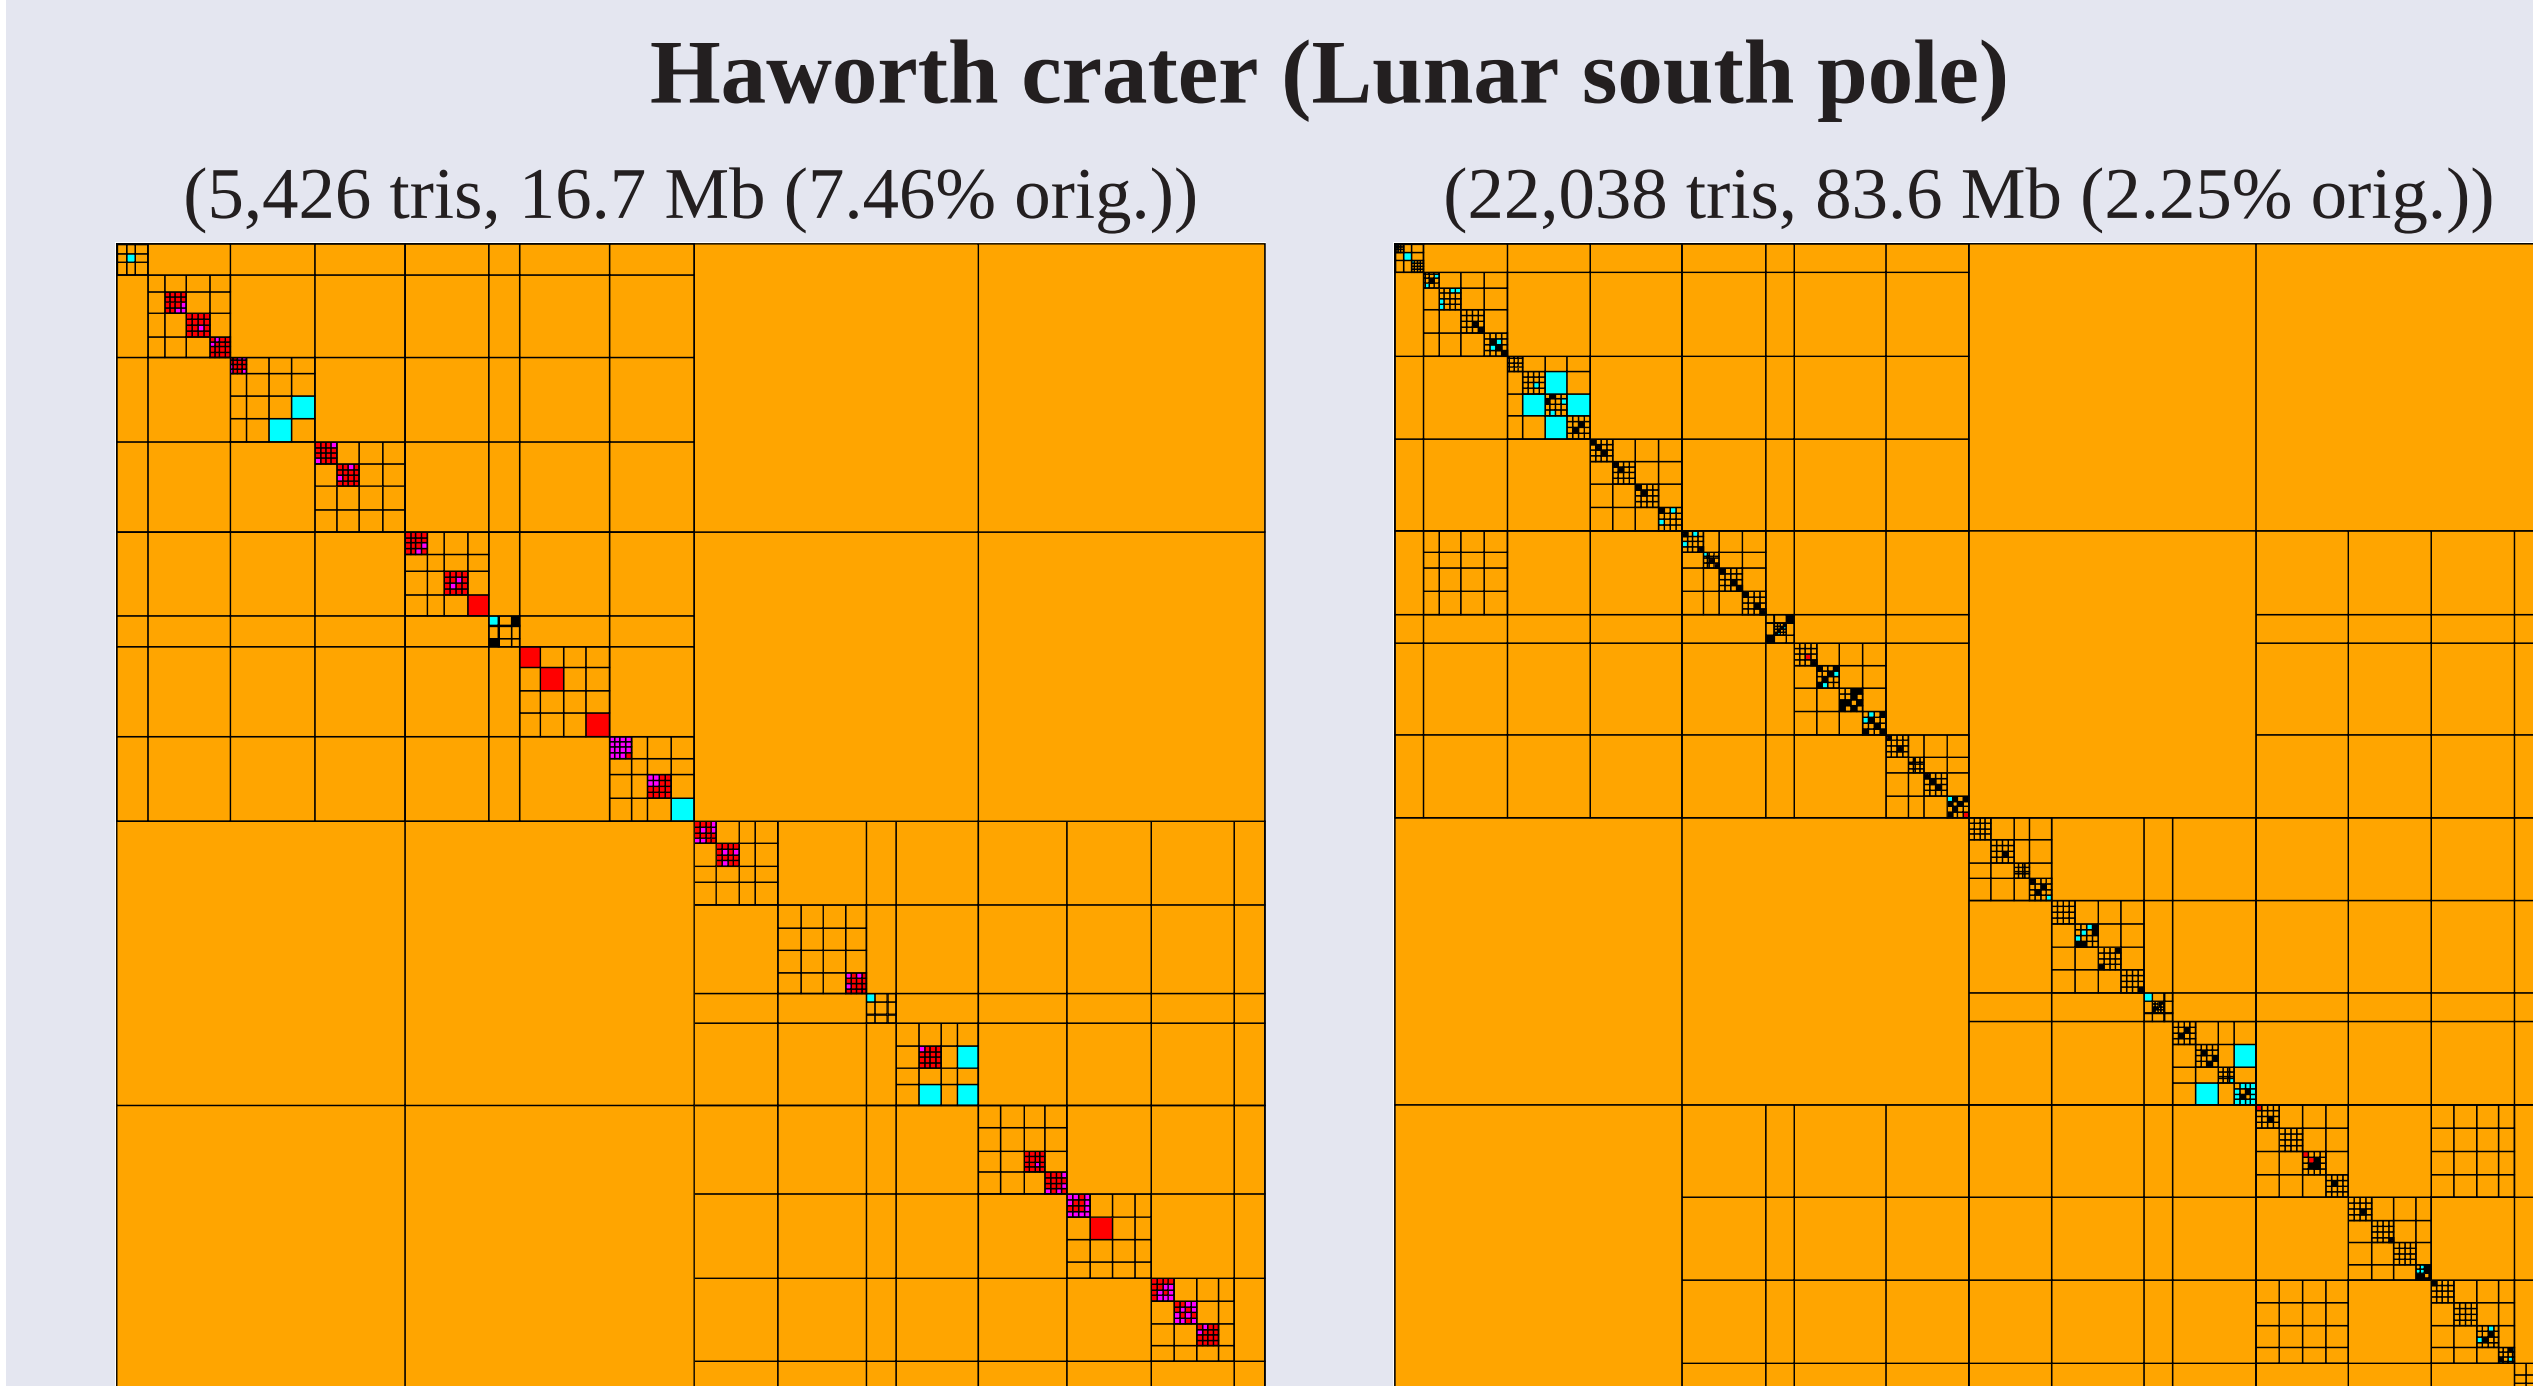 Haworth crater (Lunar south pole)
(5,426 tris, 16.7 Mb (7.46% orig.))
(22,038 tris, 83.6 Mb (2.25% orig.))